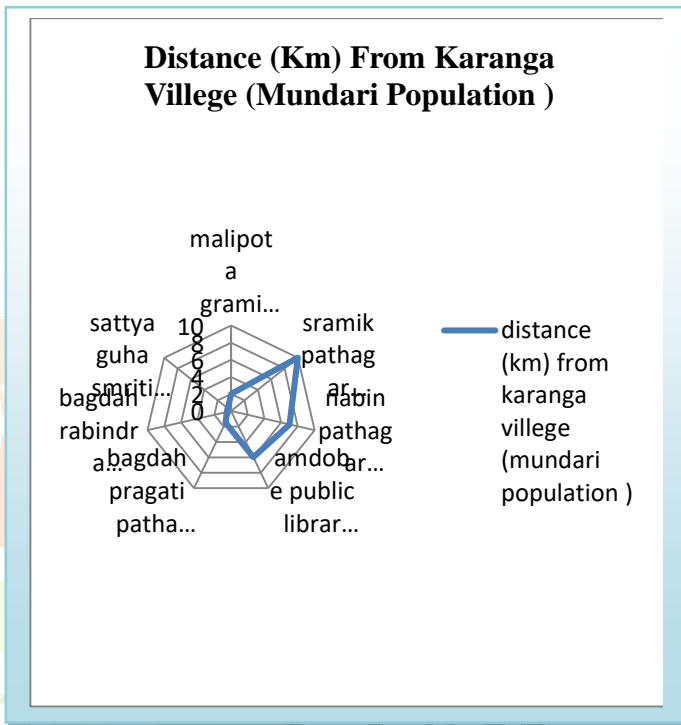 Distance (Km) From Karanga
Villege (Mundari Population )
malipot
a
grami...
sramik
pathag
ar...
nabin
pathag
ar...
amdob
e public
librar...
bagdah
pragati
patha...
bagdah
rabindr
a...
sattya
guha
smriti...
10
8
6
4
2
0
distance
(km) from
karanga
villege
(mundari
population )